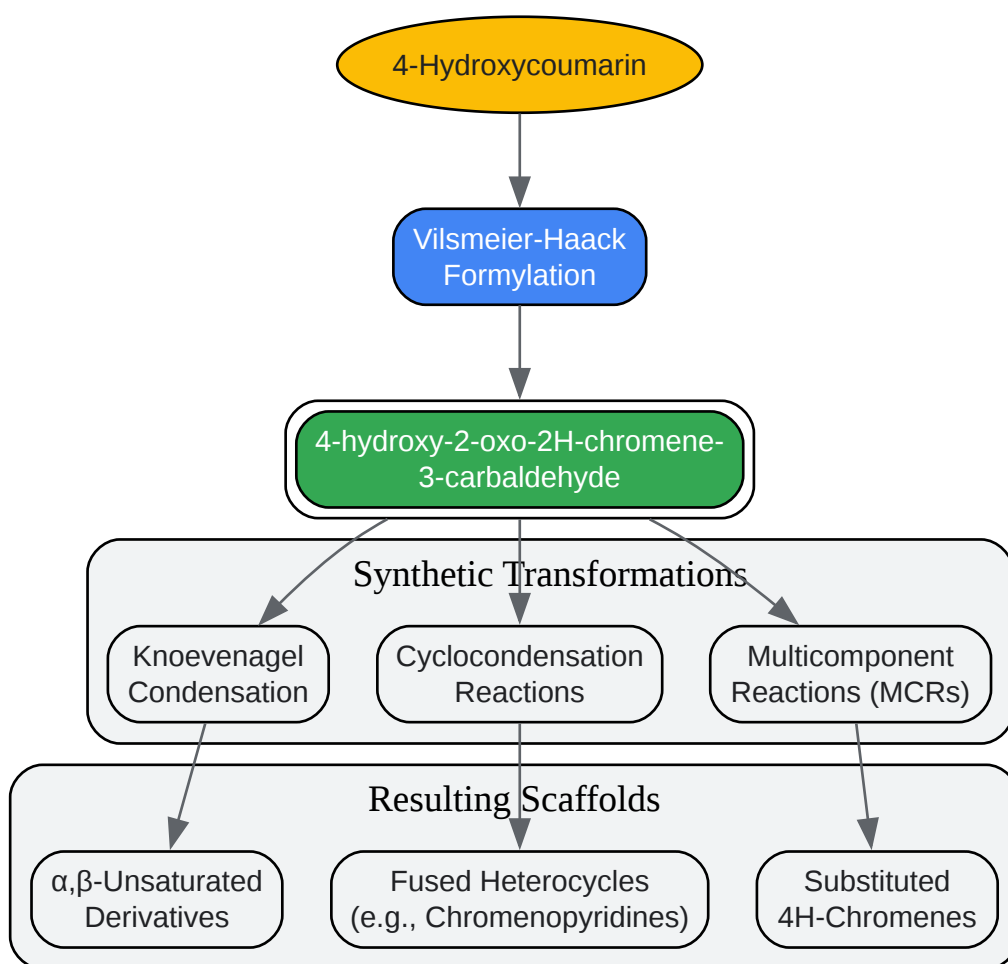 4-Hydroxycoumarin
Vilsmeier-Haack
Formylation
4-hydroxy-2-oxo-2H-chromene-
3-carbaldehyde
Synthetic Transformations
Knoevenagel
Condensation
Cyclocondensation
Reactions
Multicomponent
Reactions (MCRs)
Resulting Scaffolds
α,β-Unsaturated
Derivatives
Fused Heterocycles
(e.g., Chromenopyridines)
Substituted
4H-Chromenes